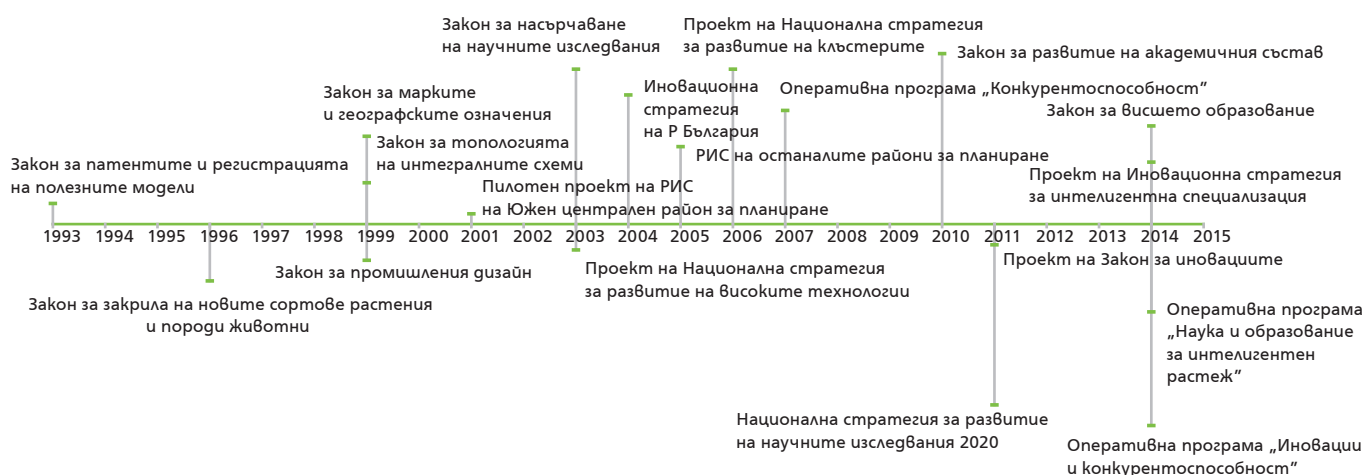 Закон за насърчаване
на научните изследвания
Проект на Национална стратегия
за развитие на клъстерите
Закон за развитие на академичния състав
Закон за марките
и географските означения
Иновационна
стратегия
на Р България
Оперативна програма „Конкурентоспособност”
Закон за висшето образование
Закон за топологията
на интегралните схеми
РИС на останалите райони за планиране
Закон за патентите и регистрацията
на полезните модели
Проект на Иновационна стратегия
за интелигентна специализация
Пилотен проект на РИС
на Южен централен район за планиране
1993 1994 1995 1996 1997 1998 1999 2000 2001 2002 2003 2004 2005 2006 2007 2008 2009 2010 2011 2012 2013 2014 2015
Закон за промишления дизайн
Проект на Национална стратегия
за развитие на високите технологии
Проект на Закон за иновациите
Закон за закрила на новите сортове растения
и породи животни
Оперативна програма
„Наука и образование
за интелигентен
растеж”
Национална стратегия за развитие
на научните изследвания 2020
Оперативна програма „Иновации
и конкурентоспособност”